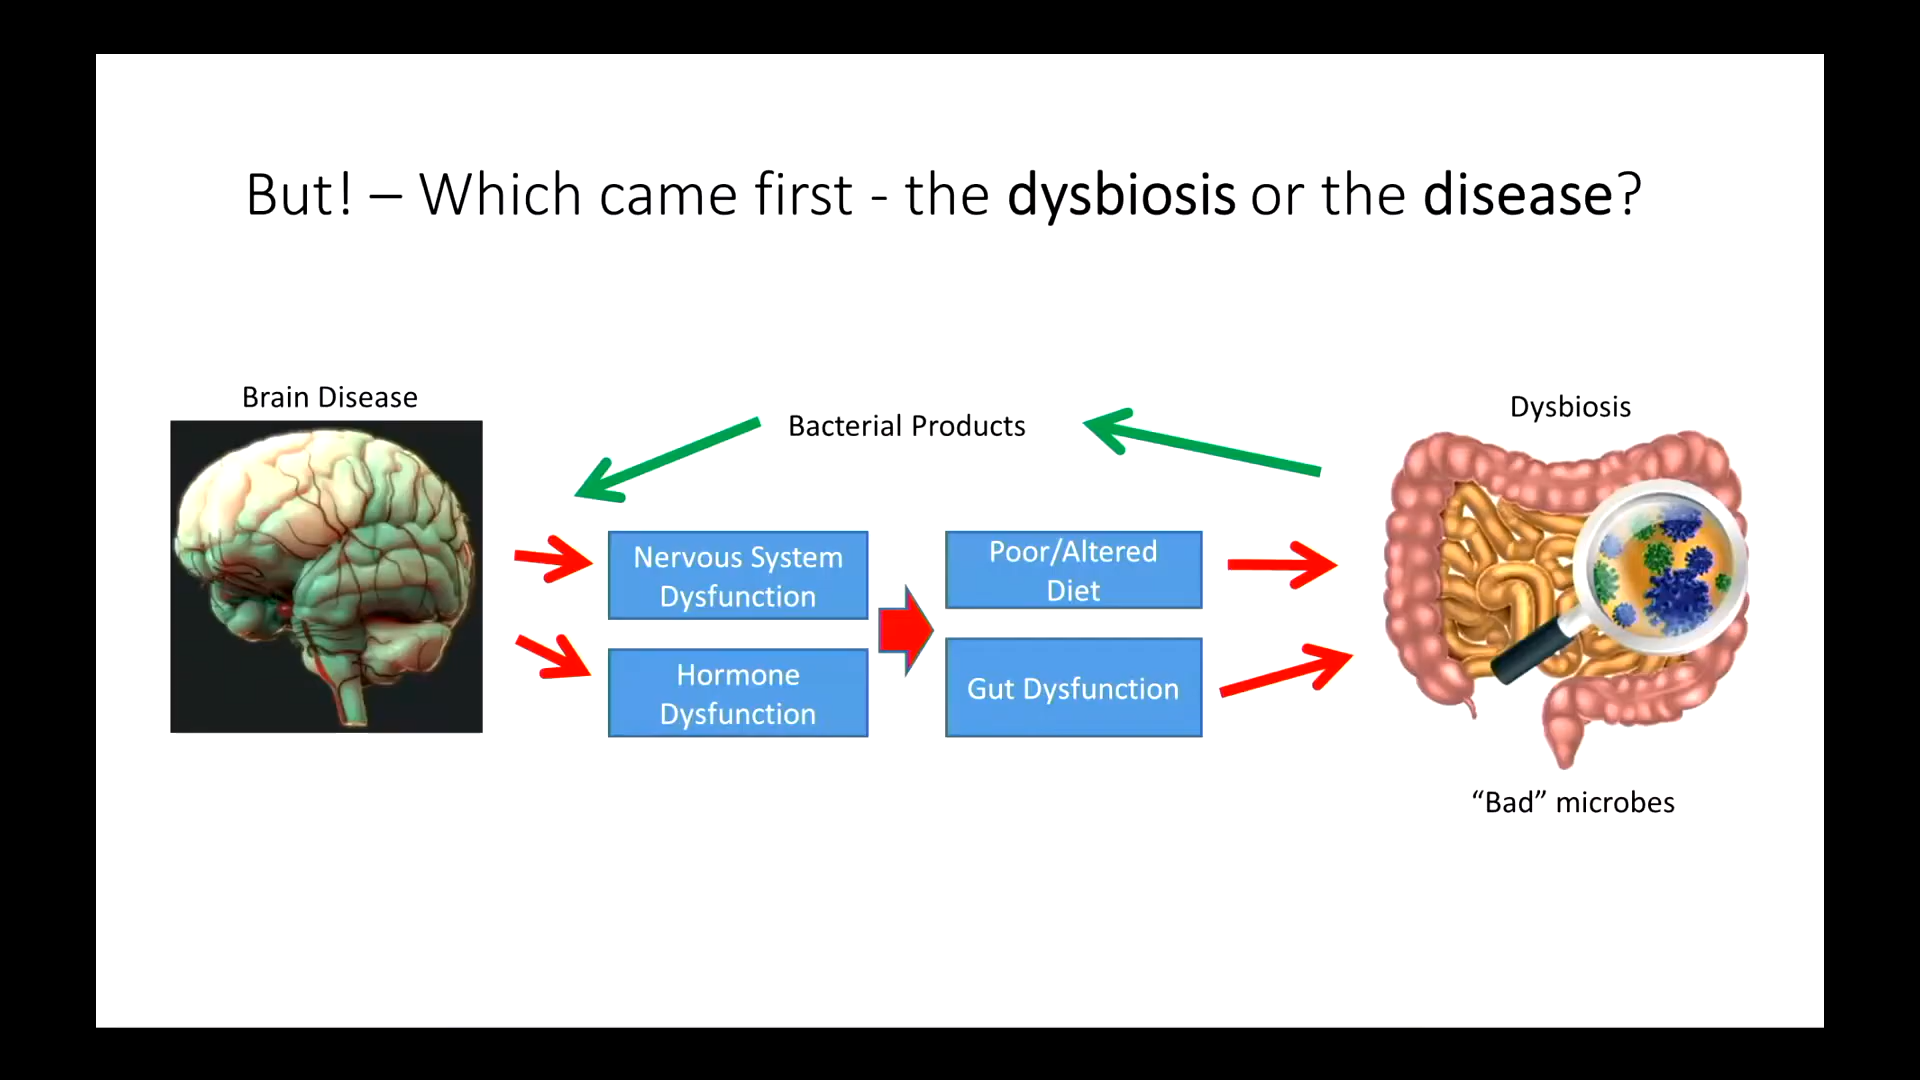 But! – Which came first - the dysbiosis or the disease?
Brain Disease
Bacterial Products
Dysbiosis
Nervous System
Dysfunction
Poor/Altered
Diet
Hormone
Dysfunction
Gut Dysfunction
“Bad” microbes